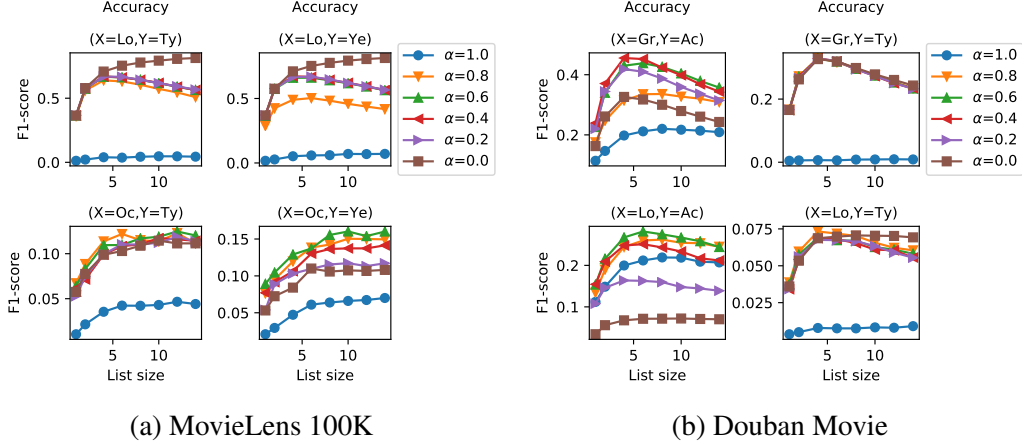 Accuracy Accuracy Accuracy Accuracy
(X=Lo,Y=Ty) (X=Lo,Y=Ye) (X=Gr,Y=Ac) (X=Gr,Y=Ty)
F1-score
0.5
0.0
5 10
0.5
0.0
5 10
α=1.0
α=0.8
α=0.6
α=0.4
α=0.2
α=0.0
F1-score
0.4
0.2
5 10
0.2
0.0
5 10
α=1.0
α=0.8
α=0.6
α=0.4
α=0.2
α=0.0
(X=Oc,Y=Ty) (X=Oc,Y=Ye) (X=Lo,Y=Ac) (X=Lo,Y=Ty)
F1-score
0.10
0.05
5 10
List size
0.15
0.10
0.05
5 10
List size
F1-score
0.2
0.1
5 10
List size
0.075
0.050
0.025
5 10
List size
(a) MovieLens 100K (b) Douban Movie